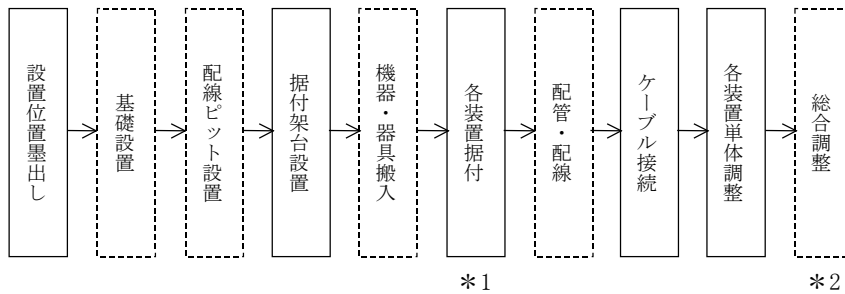 設置位置墨出し
基礎設置
配線ピット設置
据付架台設置
機器・器具搬入
各装置据付
配管・配線
ケーブル接続
各装置単体調整
総合調整
＊1
＊2